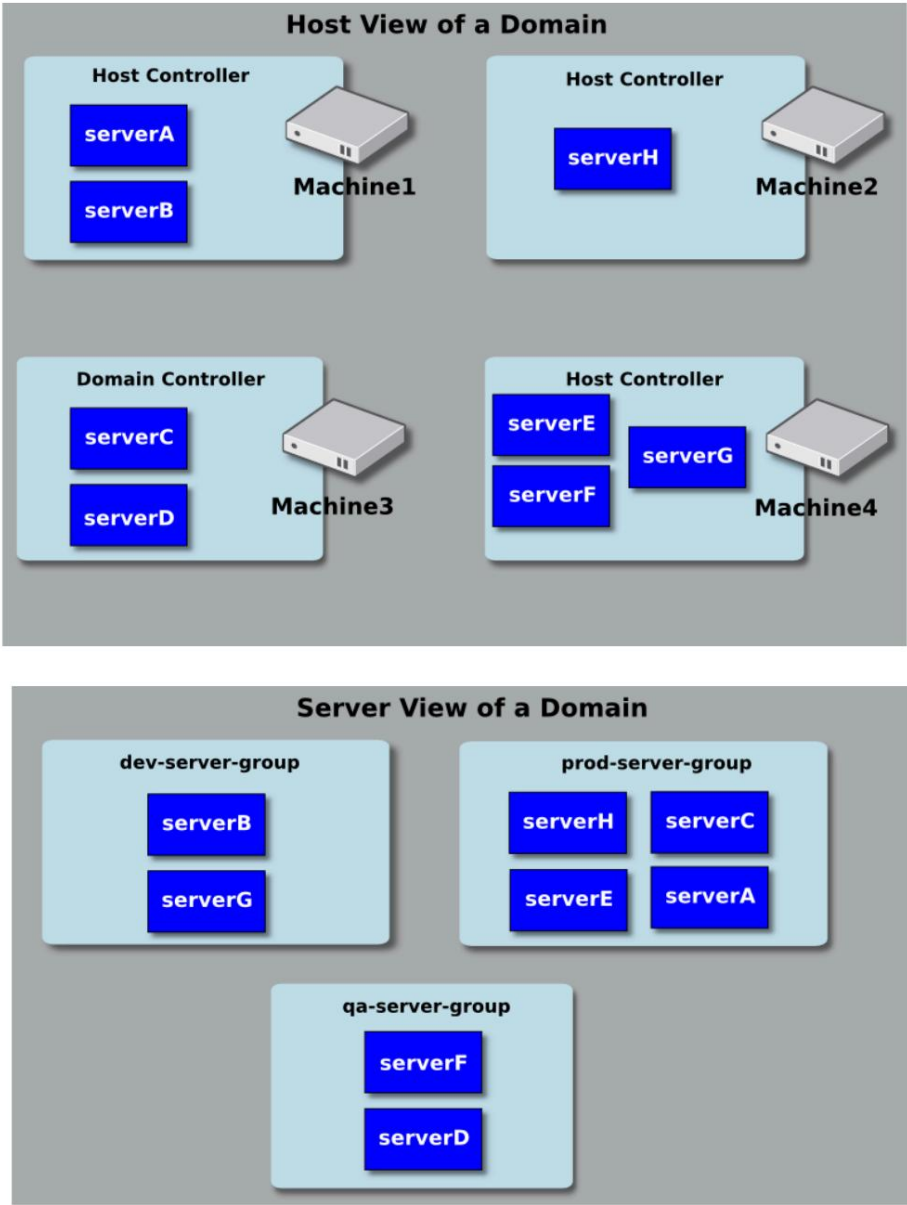 Host View of a Domain
Host Controller
serverA
serverB
Machine1
Host Controller
serverH
Machine2
Domain Controller
serverC
serverD
Machine3
Host Controller
serverE
serverF
serverG
Machine4
Server View of a Domain
dev-server-group
serverB
serverG
prod-server-group
serverH
serverC
serverE
serverA
qa-server-group
serverF
serverD